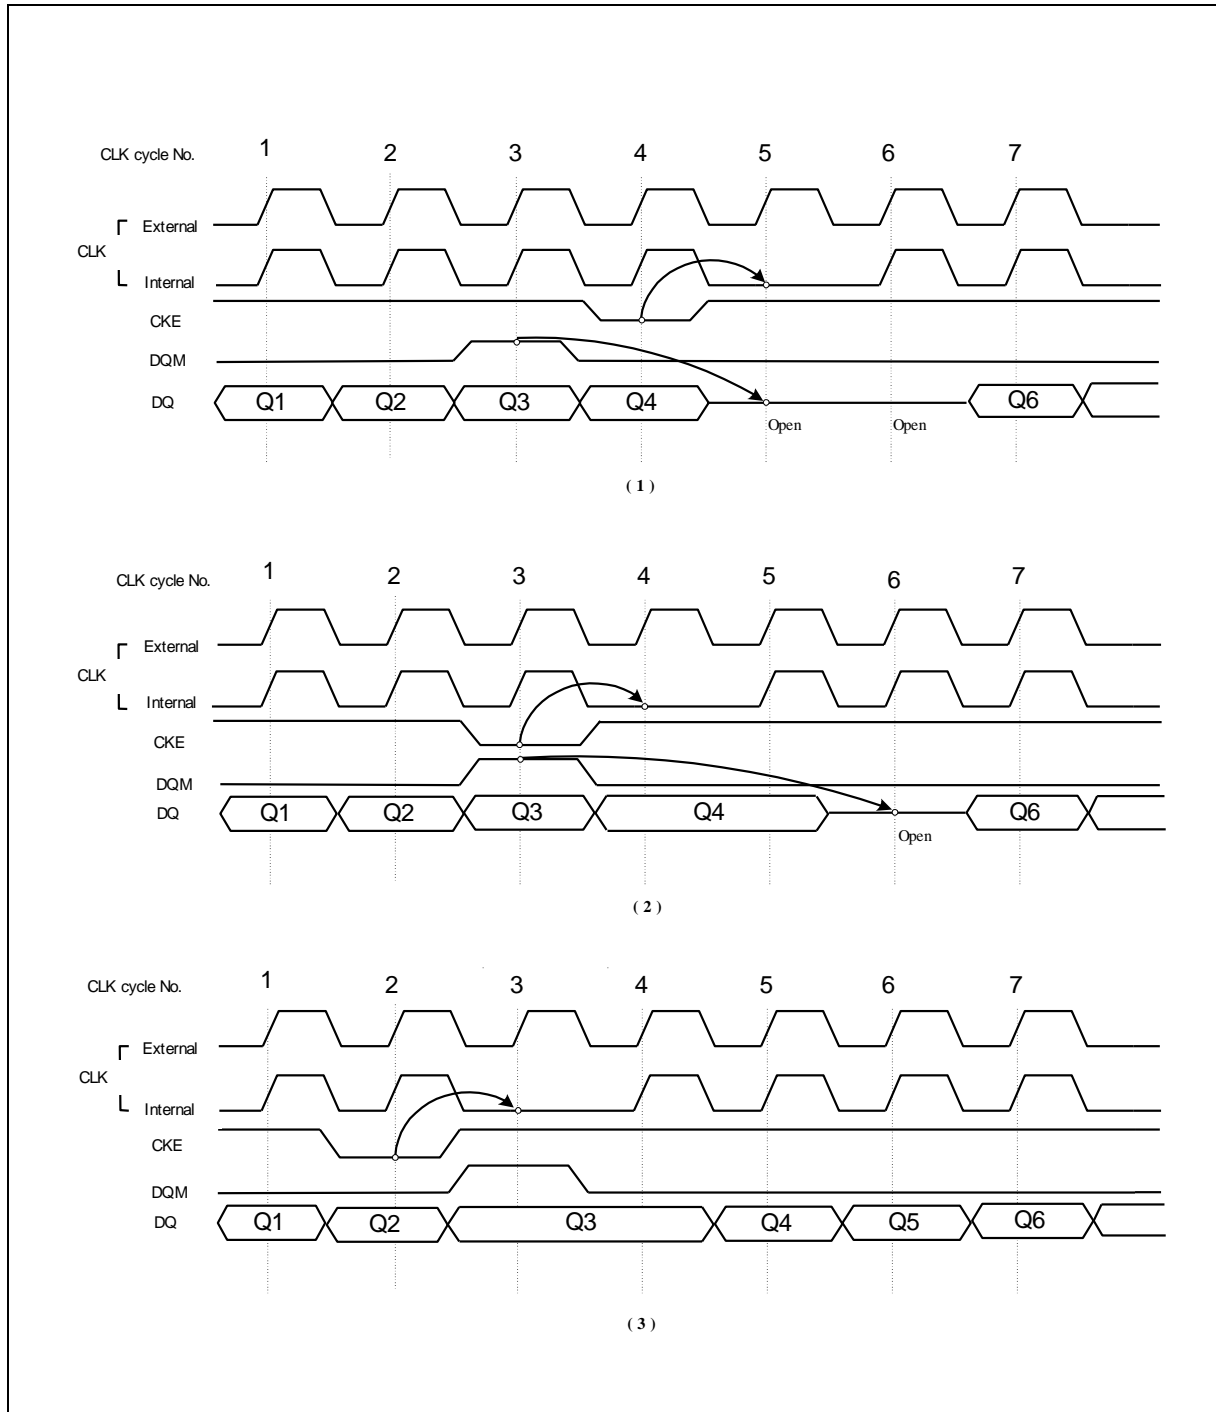 CLK cycle No. 1 2 3 4 5 6 7
External
CLK
Internal
CKE
DQM
DQ Q1 Q2 Q3 Q4 Q6
Open Open
( 1 )
CLK cycle No. 1 2 3 4 5 6 7
External
CLK
Internal
CKE
DQM
DQ Q1 Q2 Q3 Q4 Q6
Open
( 2 )
CLK cycle No. 1 2 3 4 5 6 7
External
CLK
Internal
CKE
DQM
DQ Q1 Q2 Q3 Q4 Q5 Q6
( 3 )